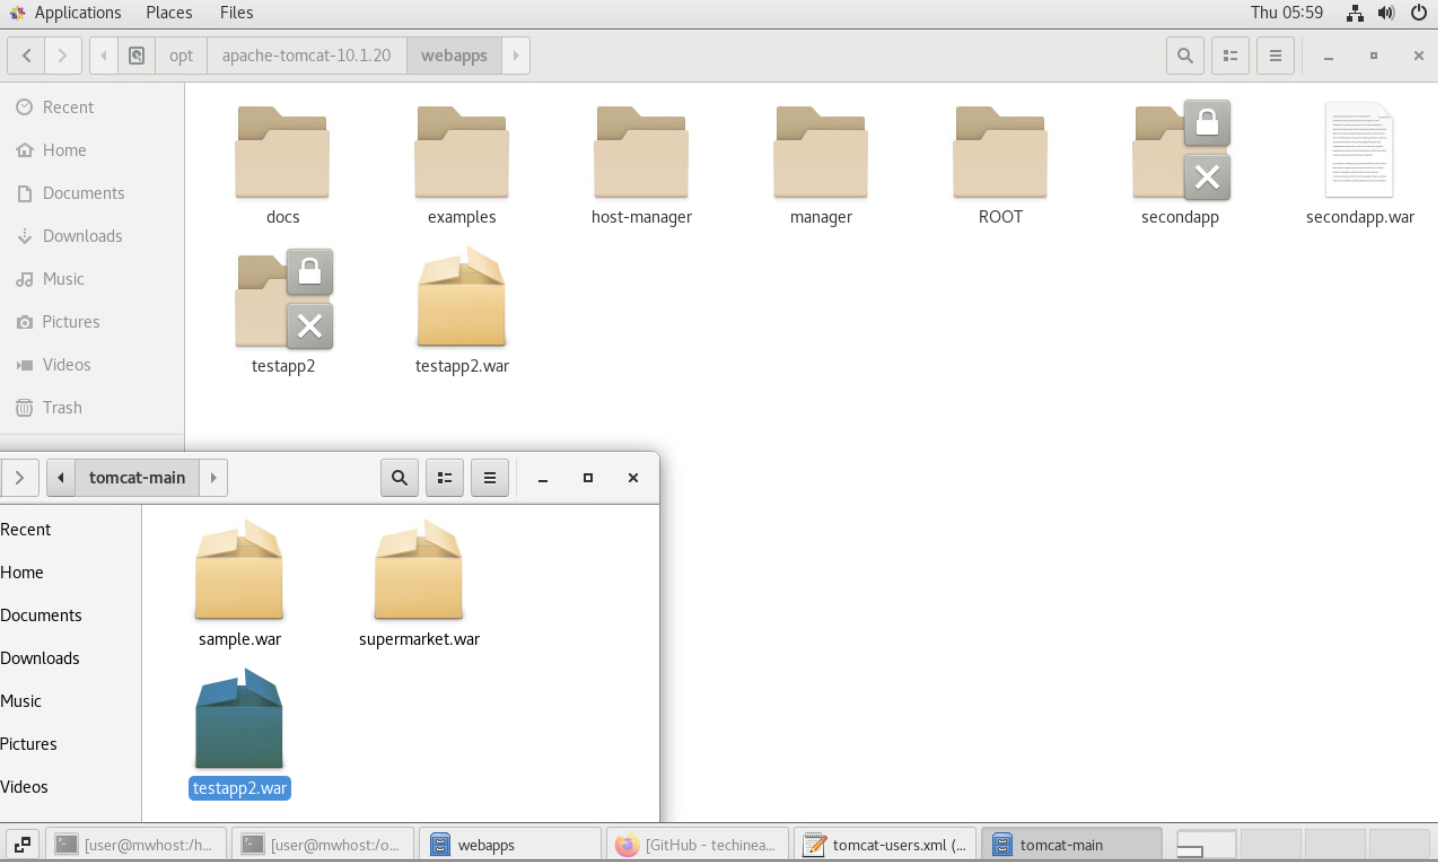 Applications Places Files Thu 05:59
opt apache-tomcat-10.1.20 webapps
Recent
Home
Documents
Downloads
Music
Pictures
Videos
Trash
docs examples host-manager manager ROOT secondapp secondapp.war
testapp2 testapp2.war
tomcat-main
Recent
Home
Documents
Downloads
Music
Pictures
Videos
sample.war supermarket.war
testapp2.war
[user@mwhost:/h... [user@mwhost:/o... webapps [GitHub - techinea... tomcat-users.xml (... tomcat-main